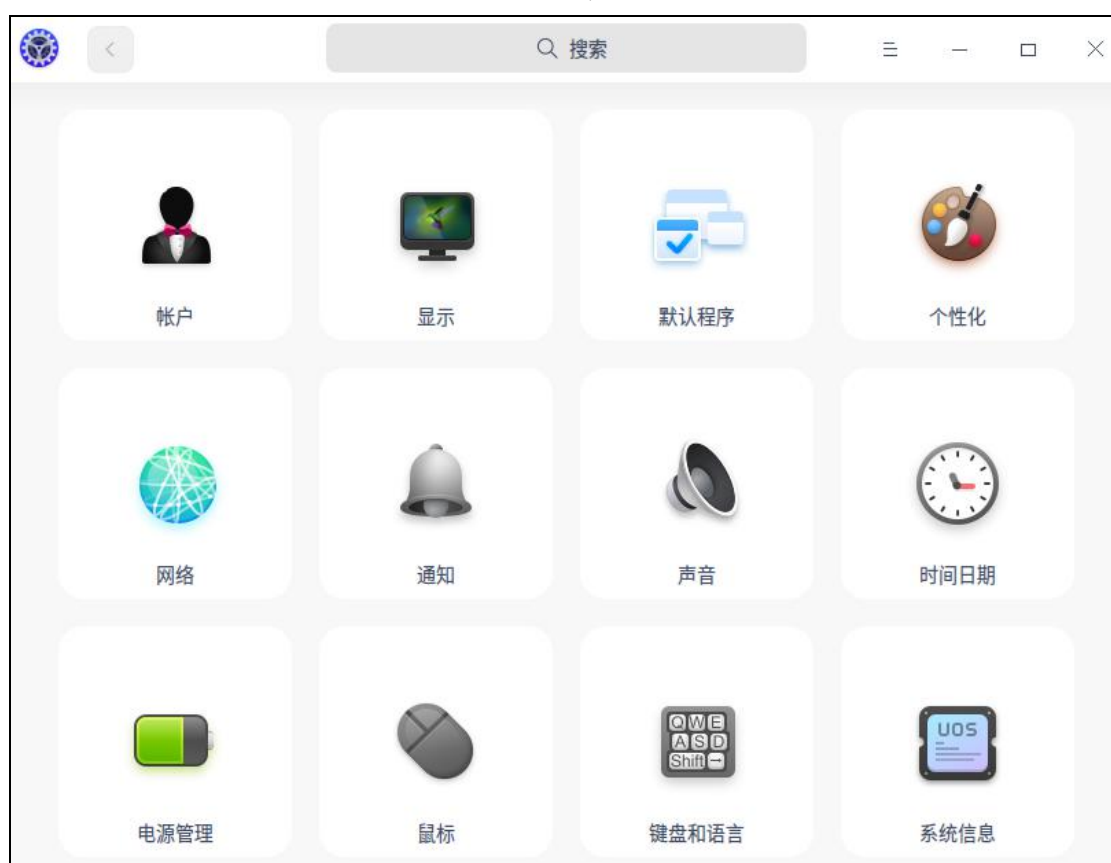 搜索
帐户
显示
默认程序
个性化
网络
通知
声音
时间日期
QWE
ASD
Shift
UOS
电源管理
鼠标
键盘和语言
系统信息